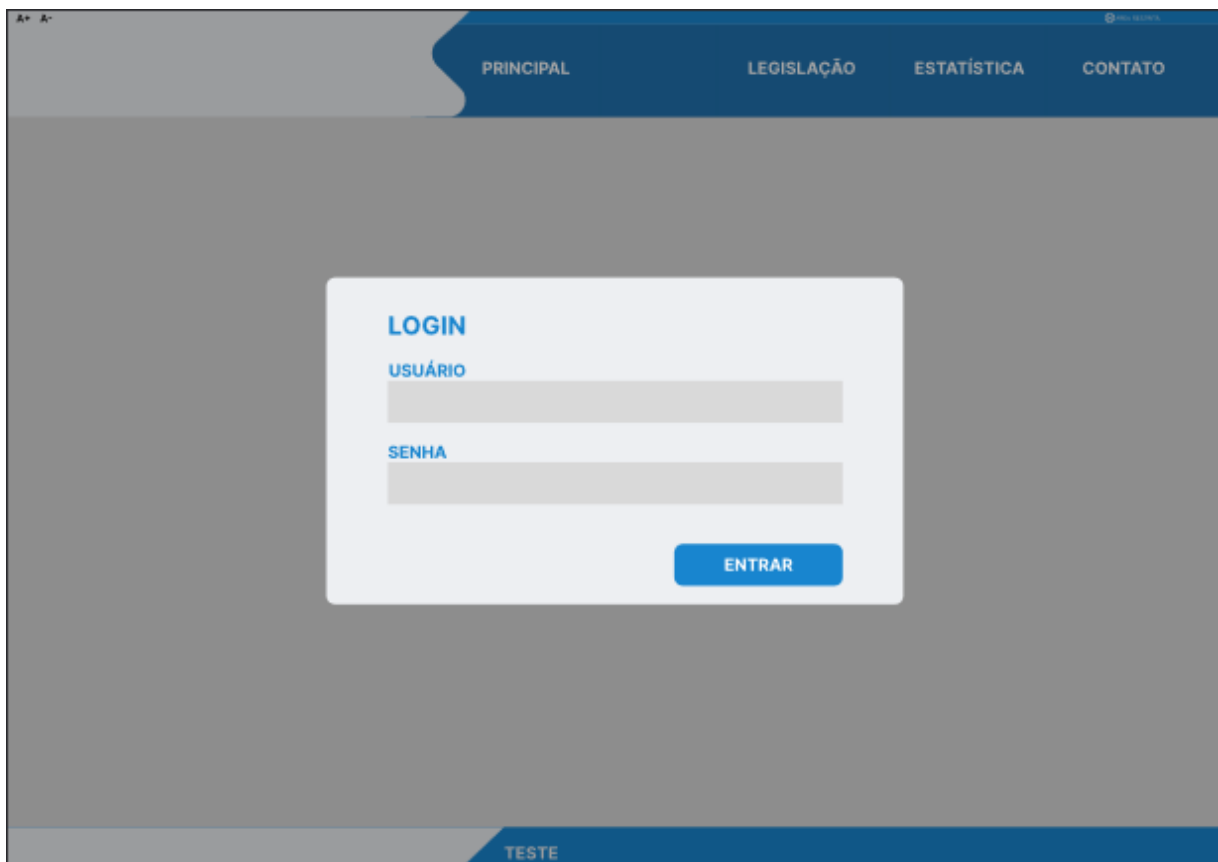 A+ A-
PRINCIPAL
LEGISLAÇÃO
ESTATÍSTICA
CONTATO
LOGIN
USUÁRIO
SENHA
ENTRAR
TESTE